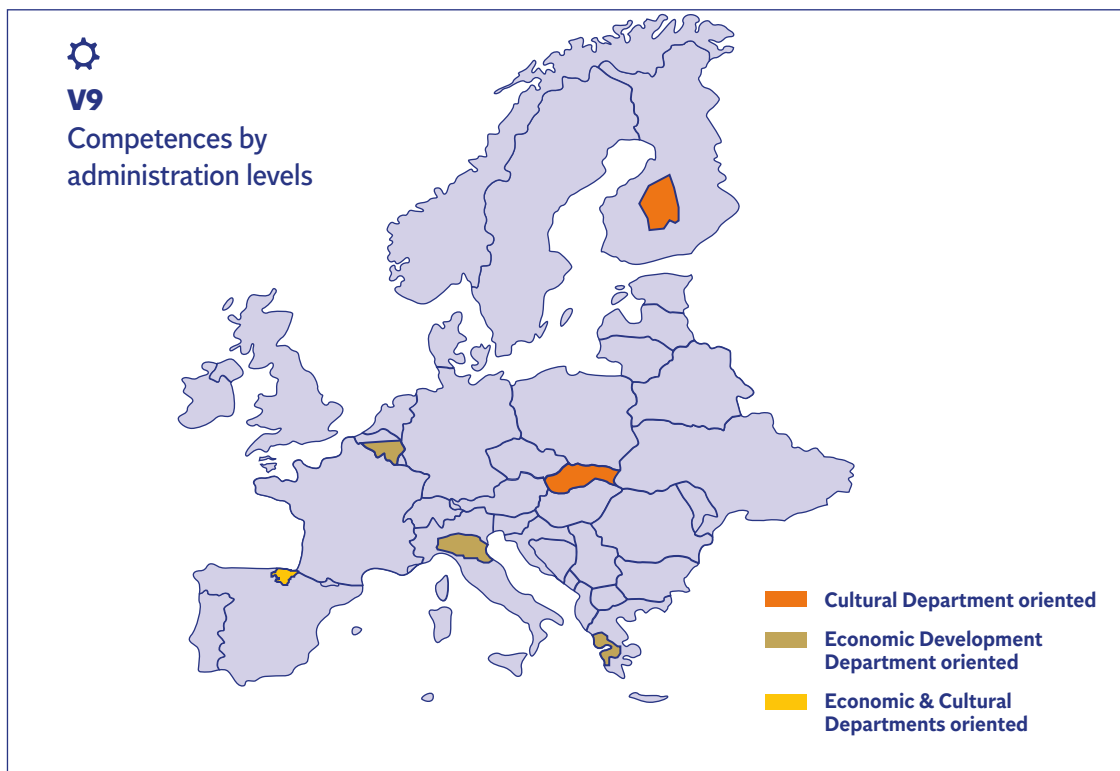 V9
Competences by
administration levels
Cultural Department oriented
Economic Development
Department oriented
Economic & Cultural
Departments oriented